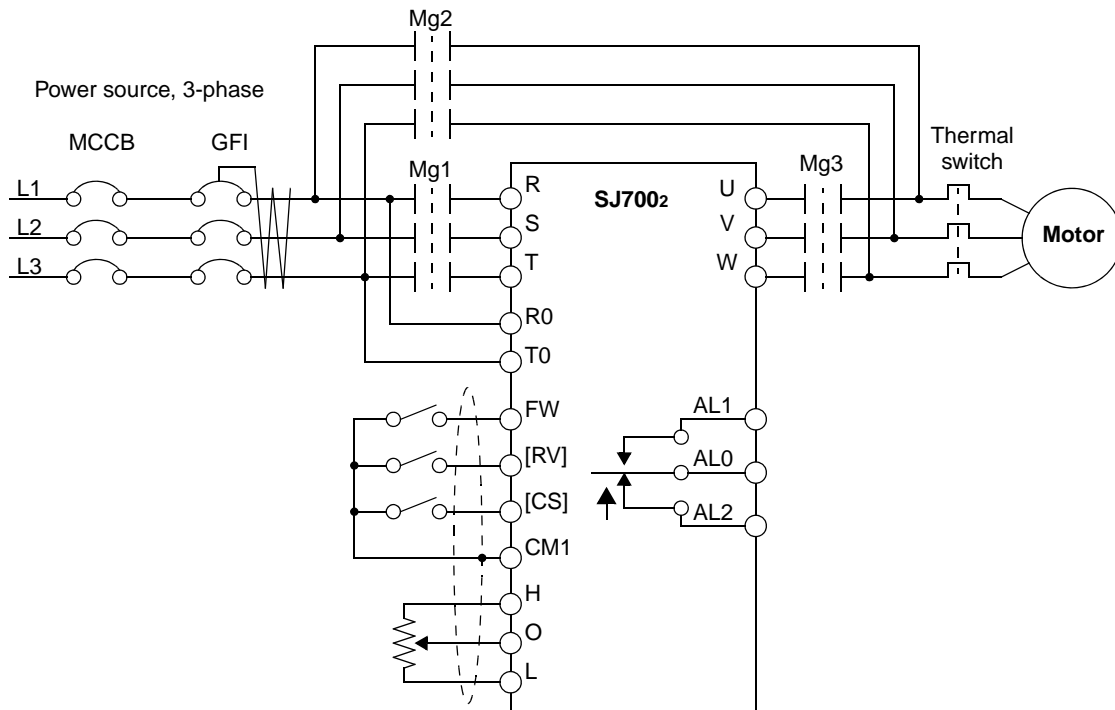 Mg2
Power source, 3-phase
MCCB
GFI
Mg1
Mg3
Thermal
switch
L1
L2
L3
R
S
T
R0
T0
SJ7002
U
V
W
Motor
FW
[RV]
[CS]
CM1
H
O
L
AL1
AL0
AL2